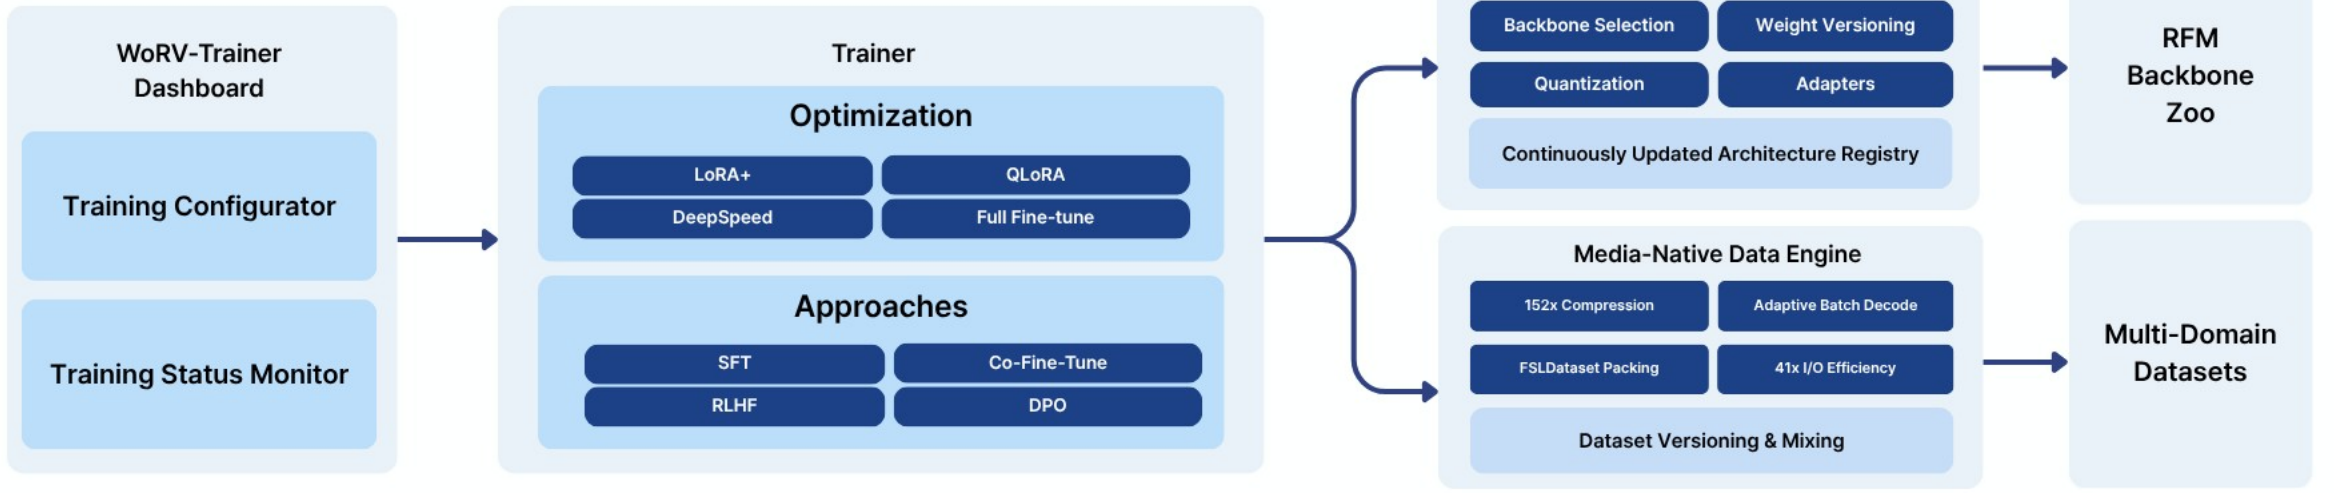 WoRV-Trainer
Dashboard
Training Configurator
Training Status Monitor
Trainer
Optimization
LoRA+
QLoRA
DeepSpeed
Full Fine-tune
Approaches
SFT
Co-Fine-Tune
RLHF
DPO
Backbone Selection
Weight Versioning
Quantization
Adapters
Continuously Updated Architecture Registry
Media-Native Data Engine
152x Compression
Adaptive Batch Decode
FSLDataset Packing
41x I/O Efficiency
Dataset Versioning & Mixing
RFM
Backbone
Zoo
Multi-Domain
Datasets